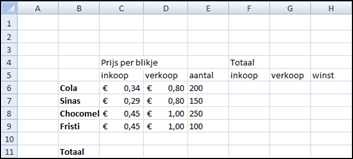 A B C D E F G H
1
2
3
4 Prijs per blikje Totaal
5 inkoop verkoop aantal inkoop verkoop winst
6 Cola € 0,34 € 0,80 200
7 Sinas € 0,29 € 0,80 150
8 Chocomel € 0,45 € 1,00 250
9 Fristi € 0,45 € 1,00 100
10
11 Totaal